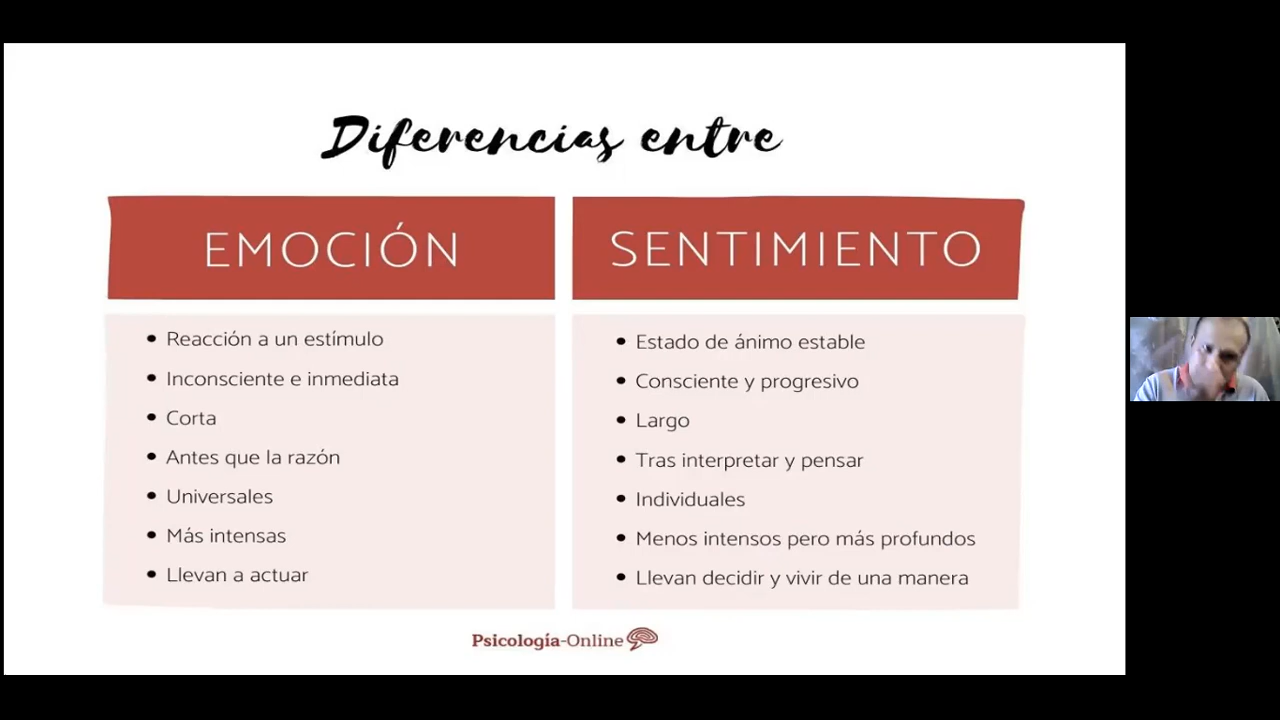 Diferencias entre
EMOCIÓN
Reacción a un estímulo
Inconsciente e inmediata
Corta
Antes que la razón
Universales
Más intensas
Llevan a actuar
SENTIMIENTO
Estado de ánimo estable
Consciente y progresivo
Largo
Tras interpretar y pensar
Individuales
Menos intensos pero más profundos
Llevan decidir y vivir de una manera
Psicología-Online